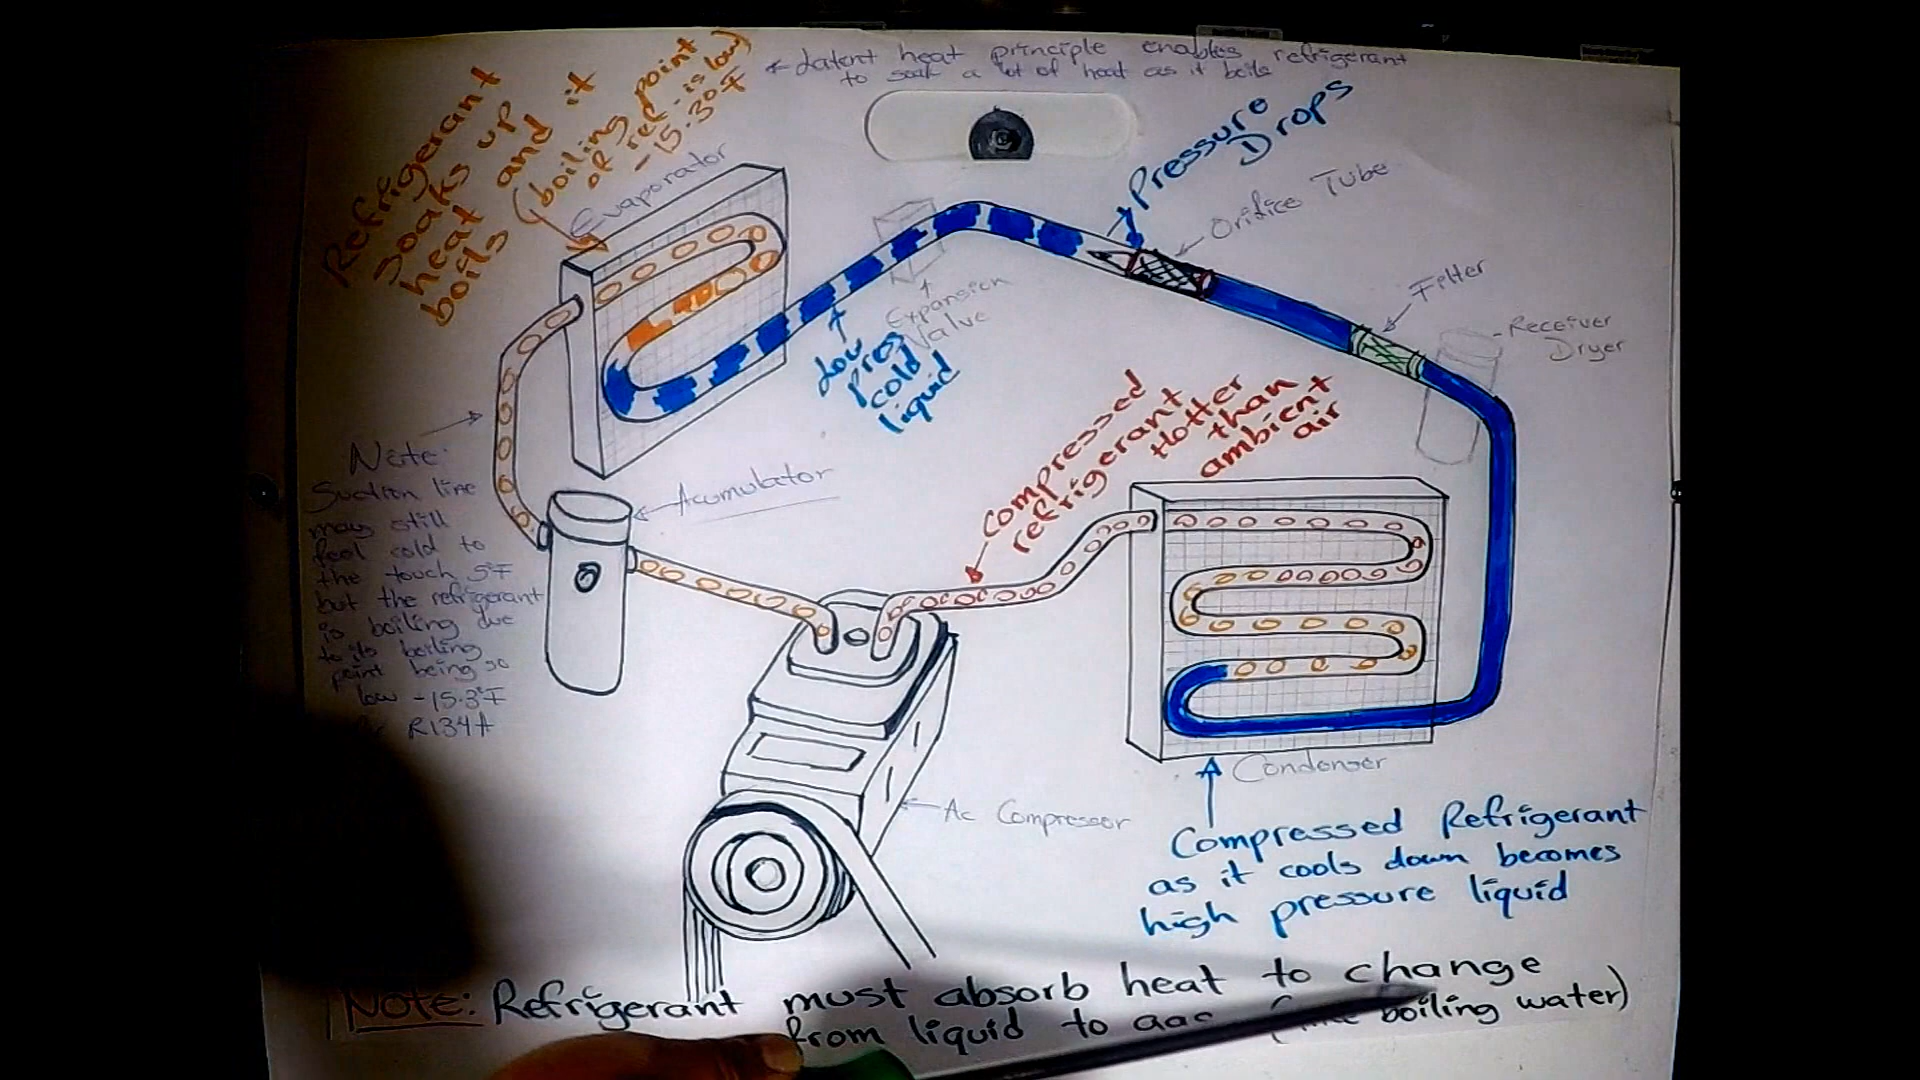 Latent heat principle enables refrigerant
to soak a lot of heat as it boils
Refrigerant
soaks up
heat and it
boils (boiling point
of ref. is low)
-15.3°F
Evaporator
Pressure
Drops
Orifice Tube
Filter
Receiver
Dryer
Expansion
Valve
Low
pres
cold
liquid
Compressed
refrigerant
Hotter
than
ambient
air
Note:
Suction line
may still
feel cold to
the touch 5°F
but the refrigerant
is boiling due
to its boiling
point being so
low -15.3°F
R134A
Acumulator
Ac Compressor
Condenser
Compressed Refrigerant
as it cools down becomes
high pressure liquid
Note: Refrigerant must absorb heat to change
from liquid to boiling water)